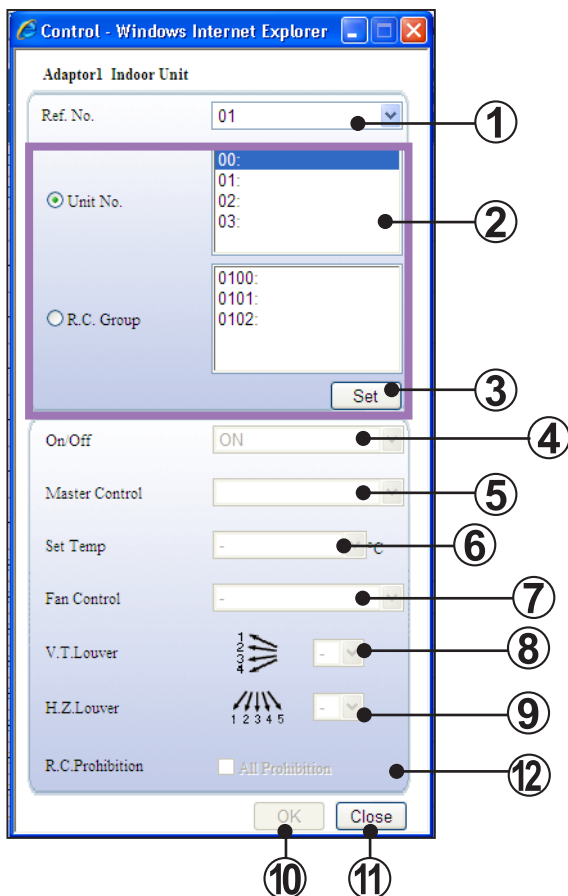 Control - Windows Internet Explorer
Adaptor1 Indoor Unit
Ref. No. 01 1
00:
01:
Unit No. 02: 2
03:
0100:
0101:
R.C. Group 0102:
Set 3
On/Off ON 4
Master Control 5
Set Temp - °C 6
Fan Control - 7
V.T.Louver 1 2 3 4 - 8
H.Z.Louver 1 2 3 4 5 - 9
R.C.Prohibition All Prohibition 12
OK Close
10 11